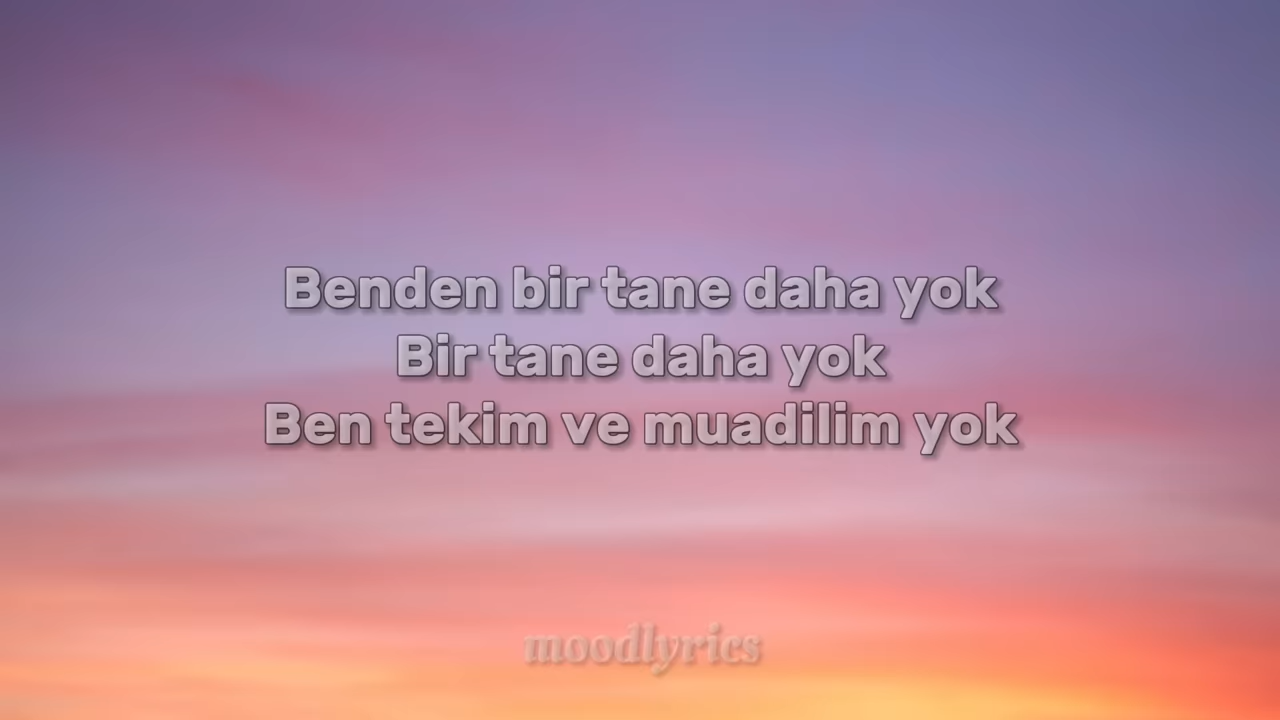 Benden bir tane daha yok
Bir tane daha yok
Ben tekim ve muadilim yok
moodlyrics